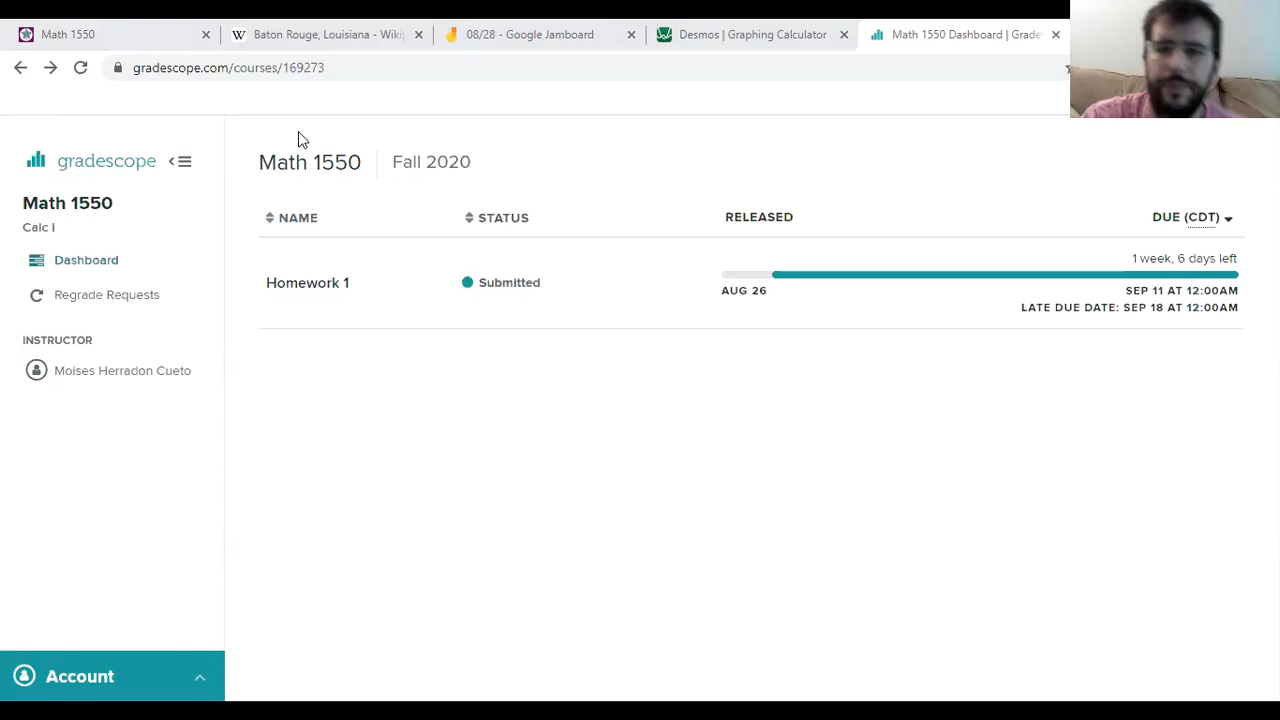 Math 1550
Baton Rouge, Louisiana - Wiki
08/28 - Google Jamboard
Desmos | Graphing Calculator
Math 1550 Dashboard | Grade
gradescope.com/courses/169273
gradescope
Math 1550
Calc I
Dashboard
Regrade Requests
INSTRUCTOR
Moises Herradon Cueto
Account
Math 1550 Fall 2020
NAME STATUS RELEASED DUE (CDT)
Homework 1 Submitted
1 week, 6 days left
AUG 26 SEP 11 AT 12:00AM
LATE DUE DATE: SEP 18 AT 12:00AM